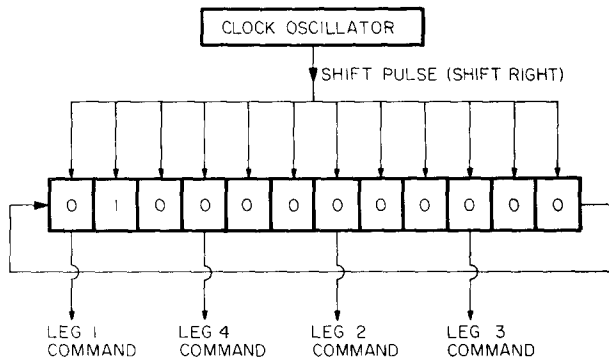 CLOCK OSCILLATOR
SHIFT PULSE (SHIFT RIGHT)
0 1 0 0 0 0 0 0 0 0 0 0
LEG 1 COMMAND
LEG 4 COMMAND
LEG 2 COMMAND
LEG 3 COMMAND